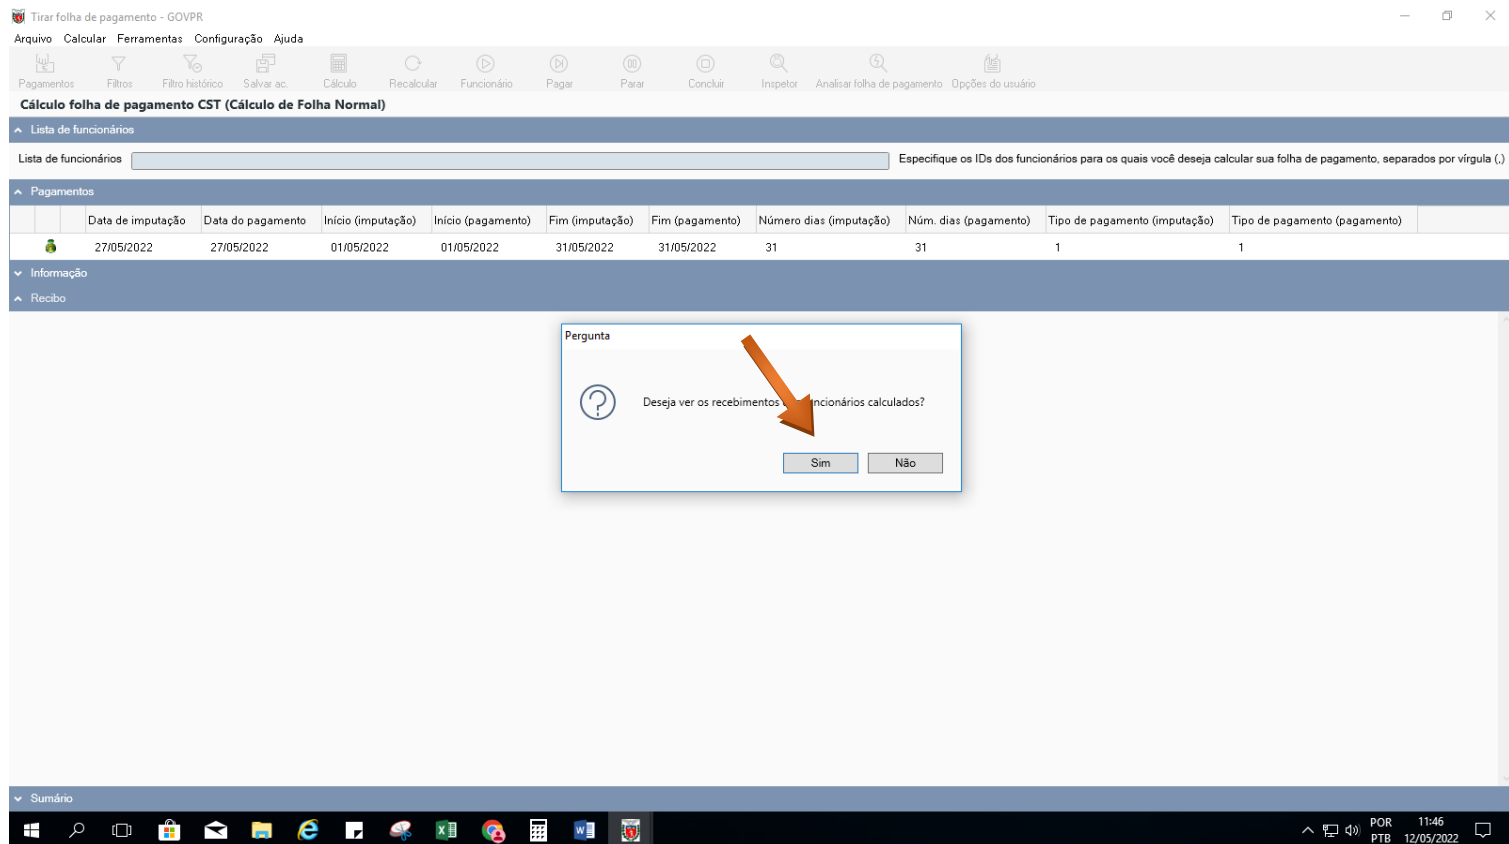 Tirar folha de pagamento - GOVPR
Arquivo Calcular Ferramentas Configuração Ajuda
Pagamentos Filtros Filtro histórico Salvar ac. Cálculo Recalcular Funcionário Pagar Parar Concluir Inspetor Analisar folha de pagamento Opções do usuário
Cálculo folha de pagamento CST (Cálculo de Folha Normal)
Lista de funcionários
Lista de funcionários Especifique os IDs dos funcionários para os quais você deseja calcular sua folha de pagamento, separados por vírgula (,)
Pagamentos
Data de imputação Data do pagamento Início (imputação) Início (pagamento) Fim (imputação) Fim (pagamento) Número dias (imputação) Núm. dias (pagamento) Tipo de pagamento (imputação) Tipo de pagamento (pagamento)
27/05/2022 27/05/2022 01/05/2022 01/05/2022 31/05/2022 31/05/2022 31 31 1 1
Informação
Recibo
Pergunta
Deseja ver os recebimentos calculados?
Sim Não
Sumário
POR 11:46
PTB 12/05/2022